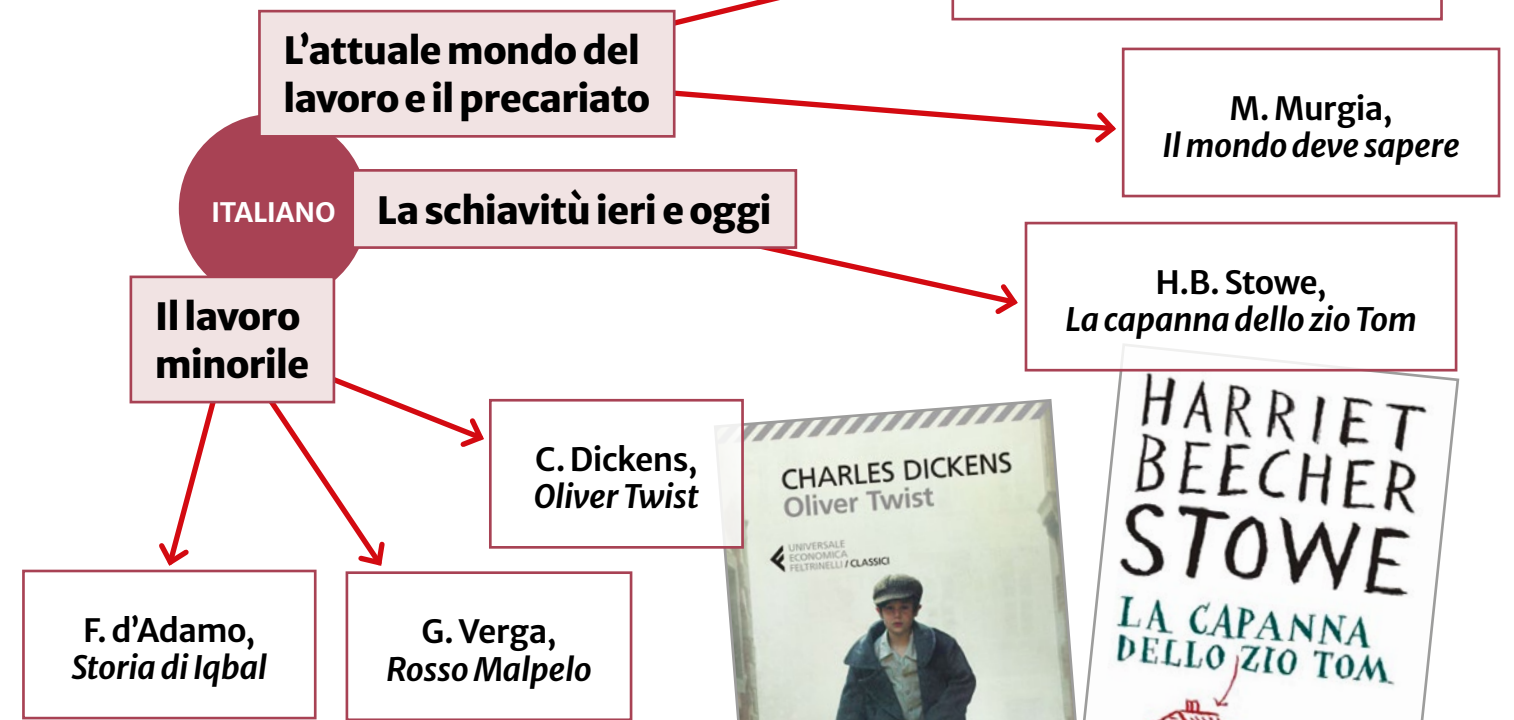 L’attuale mondo del
lavoro e il precariato
M. Murgia,
Il mondo deve sapere
ITALIANO
La schiavitù ieri e oggi
H.B. Stowe,
La capanna dello zio Tom
Il lavoro
minorile
C. Dickens,
Oliver Twist
F. d’Adamo,
Storia di Iqbal
G. Verga,
Rosso Malpelo
CHARLES DICKENS
Oliver Twist
UNIVERSALE
ECONOMICA
FELTRINELLI / CLASSICI
HARRIET
BEECHER
STOWE
LA CAPANNA
DELLO ZIO TOM